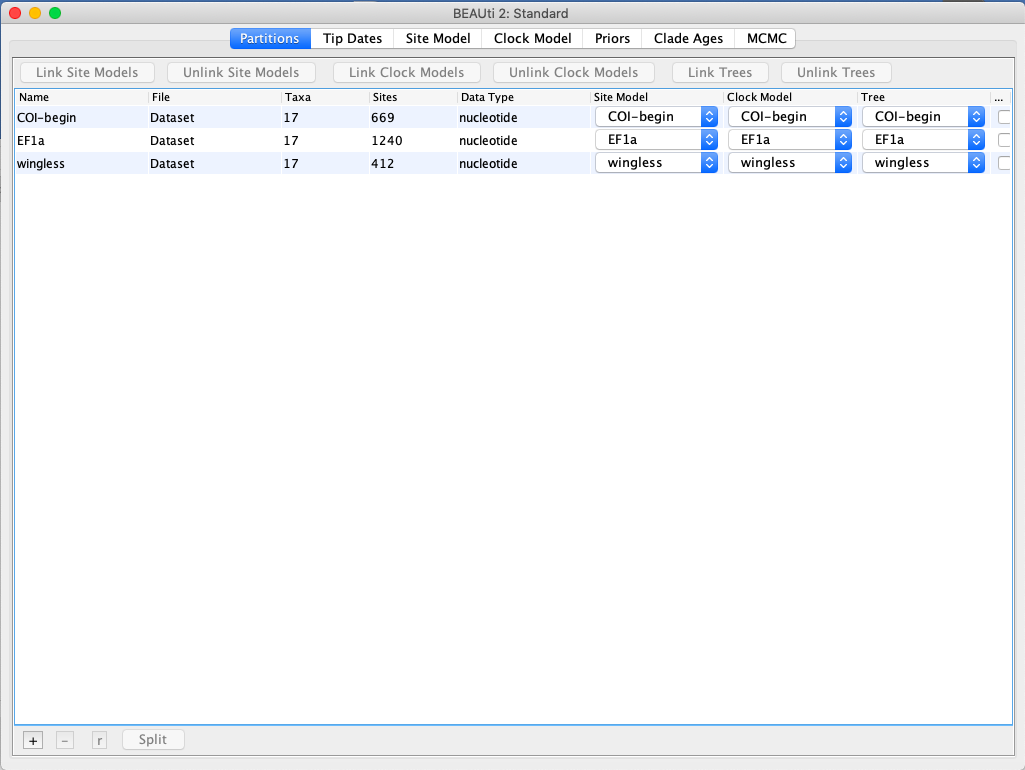 BEAUti 2: Standard
Partitions Tip Dates Site Model Clock Model Priors Clade Ages MCMC
Link Site Models Unlink Site Models Link Clock Models Unlink Clock Models Link Trees Unlink Trees
Name File Taxa Sites Data Type Site Model Clock Model Tree ...
COI-begin Dataset 17 669 nucleotide COI-begin COI-begin COI-begin
EF1a Dataset 17 1240 nucleotide EF1a EF1a EF1a
wingless Dataset 17 412 nucleotide wingless wingless wingless
+ - r Split